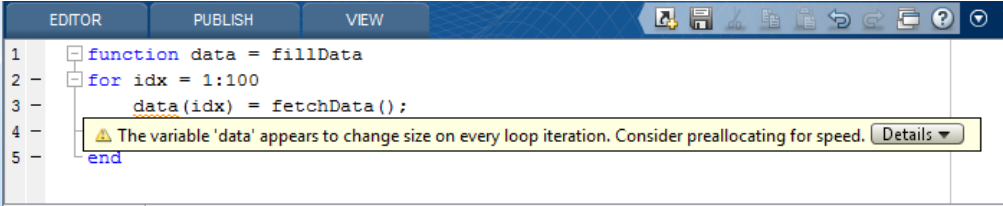 EDITOR PUBLISH VIEW
1 function data = fillData
2 – for idx = 1:100
3 – data(idx) = fetchData();
4 – The variable 'data' appears to change size on every loop iteration. Consider preallocating for speed. Details
5 – end